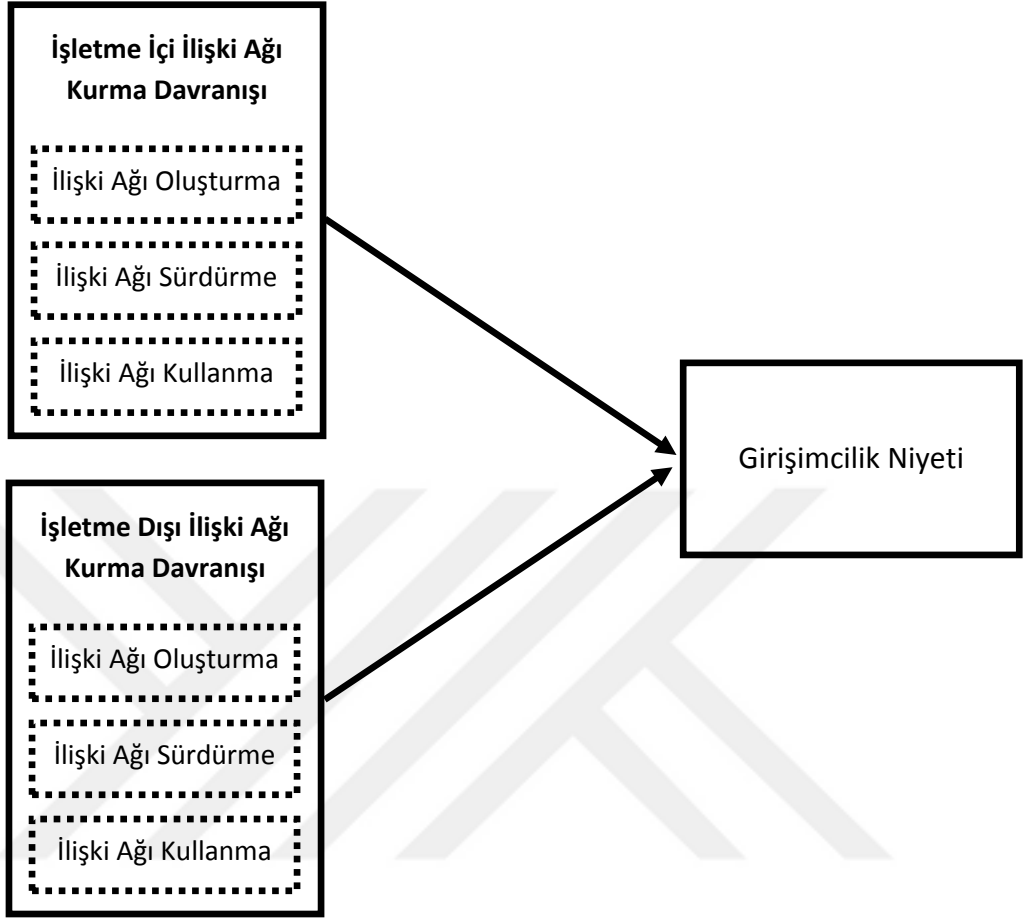 İşletme İçi İlişki Ağı
Kurma Davranışı
İlişki Ağı Oluşturma
İlişki Ağı Sürdürme
İlişki Ağı Kullanma
Girişimcilik Niyeti
İşletme Dışı İlişki Ağı
Kurma Davranışı
İlişki Ağı Oluşturma
İlişki Ağı Sürdürme
İlişki Ağı Kullanma